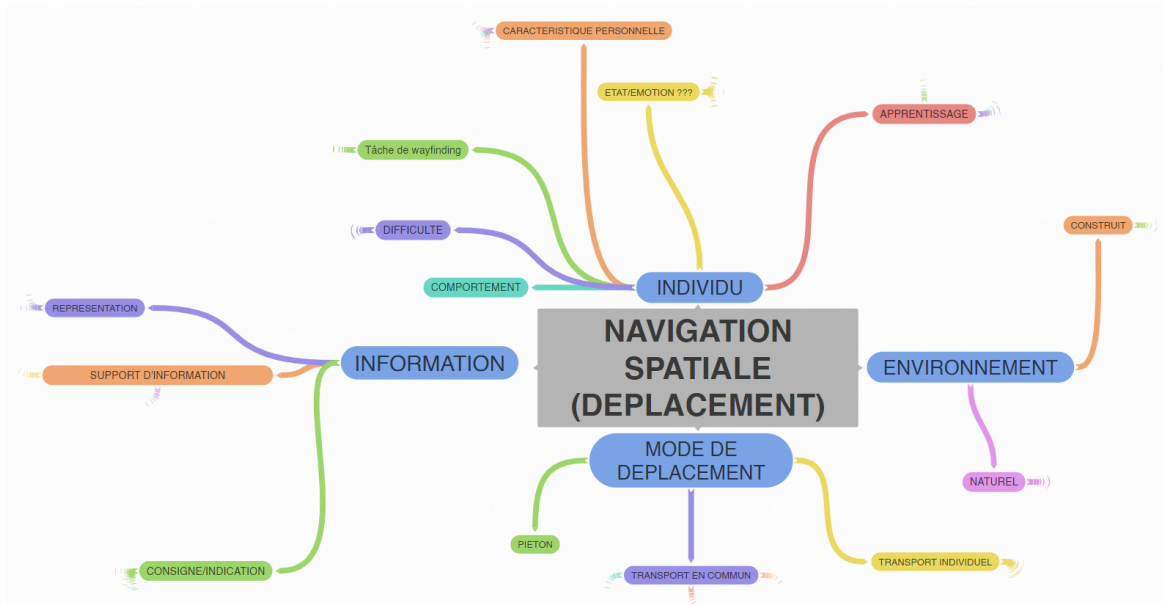 CARACTERISTIQUE PERSONNELLE
ETAT/EMOTION ???
APPRENTISSAGE
Tâche de wayfinding
DIFFICULTE
CONSTRUIT
COMPORTEMENT
INDIVIDU
REPRESENTATION
NAVIGATION
SPATIALE
(DEPLACEMENT)
INFORMATION
ENVIRONNEMENT
SUPPORT D'INFORMATION
MODE DE
DEPLACEMENT
NATUREL
PIETON
CONSIGNE/INDICATION
TRANSPORT EN COMMUN
TRANSPORT INDIVIDUEL